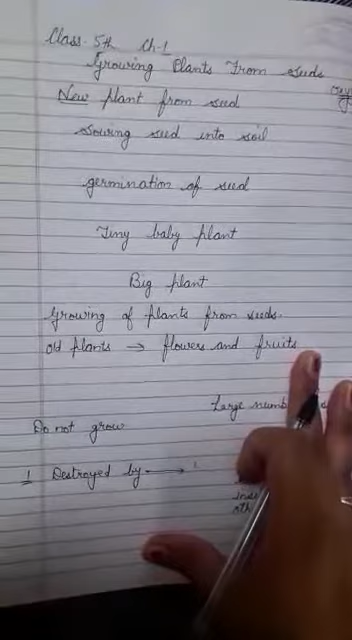 Class. 5th Ch-1
Growing Plants From seeds
New plant from seed
Sowing seed into soil
germination of seed
Tiny baby plant
Big plant
Growing of plants from seeds.
old plants → flowers and fruits
Large
Do not grow
1 Destroyed by →